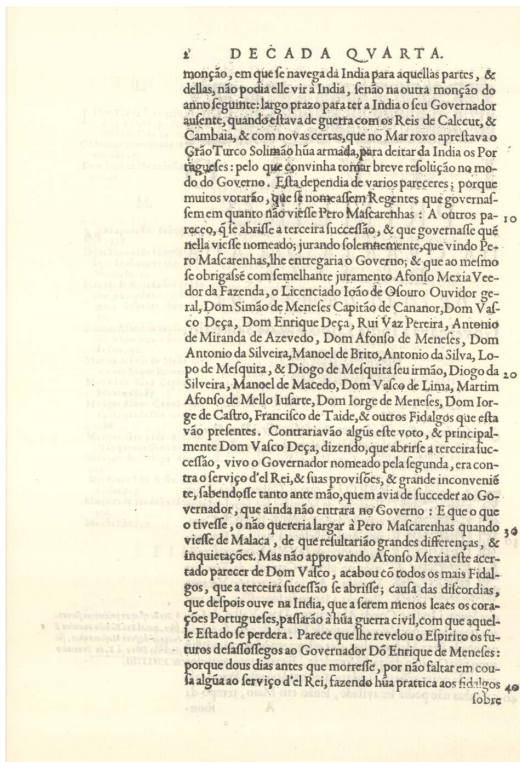 2 DECADA QVARTA.
monção, em que ſe navega da India para aquellas partes, &
dellas, não podia elle vir à India, ſenão na outra monção do
anno ſeguinte: largo prazo para ter a India o ſeu Governador
auſente, quando eſtava de guerra com os Reis de Calecut, &
Cambaia, & com novas certas, que no Mar roxo apreſtava o
Grão Turco Solimão hũa armada, para deitar da India os Por
tugueſes: pelo que convinha tomar breve reſolução no mo-
do do Governo. Eſta dependia de varios pareceres; porque
muitos votarão, que ſe nomeaſſem Regentes que governaſ-
ſem em quanto não vieſſe Pero Maſcarenhas: A outros pa- 10
receo, q̃ ſe abriſſe a terceira ſucceſſão, & que governaſſe quẽ
nella vieſſe nomeado; jurando ſolemnemente, que vindo Pe-
ro Maſcarenhas, lhe entregaria o Governo; & que ao meſmo
ſe obrigaſsẽ com ſemelhante juramento Afonſo Mexia Vee-
dor da Fazenda, o Licenciado Ioão de Oſouro Ouvidor ge-
ral, Dom Simão de Meneſes Capitão de Cananor, Dom Vaſ-
co Deça, Dom Enrique Deça, Rui Vaz Pereira, Antonio
de Miranda de Azevedo, Dom Afonſo de Meneſes, Dom
Antonio da Silveira, Manoel de Brito, Antonio da Silva, Lo-
po de Meſquita, & Diogo de Meſquita ſeu irmão, Diogo da 20
Silveira, Manoel de Macedo, Dom Vaſco de Lima, Martim
Afonſo de Mello Iuſarte, Dom Iorge de Meneſes, Dom Ior-
ge de Caſtro, Franciſco de Taide, & outros Fidalgos que eſta
vão preſentes. Contrariavão algũs eſte voto, & principal-
mente Dom Vaſco Deça, dizendo, que abrirſe a terceira ſuc-
ceſſão, vivo o Governador nomeado pela ſegunda, era con-
tra o ſerviço d'el Rei, & ſuas proviſões, & grande inconveniẽ
te, ſabendoſſe tanto ante mão, quem avia de ſucceder ao Go-
vernador, que ainda não entrara no Governo: E que o que
o tiveſſe, o não quereria largar à Pero Maſcarenhas quando 30
vieſſe de Malaca, de que reſultarião grandes differenças, &
inquietações. Mas não approvando Afonſo Mexia eſte acer-
tado parecer de Dom Vaſco, acabou cõ todos os mais Fidal-
gos, que a terceira ſuceſſão ſe abriſſe; cauſa das diſcordias,
que deſpois ouve na India, que a ſerem menos leaes os cora-
ções Portugueſes, paſſarão à hũa guerra civil, com que aquel-
le Eſtado ſe perdera. Parece que lhe revelou o Eſpirito os fu-
turos deſaſſoſſegos ao Governador Dõ Enrique de Meneſes:
porque dous dias antes que morreſſe, por não faltar em cou-
ſa algũa ao ſerviço d'el Rei, fazendo hũa prattica aos fidalgos 40
ſobre